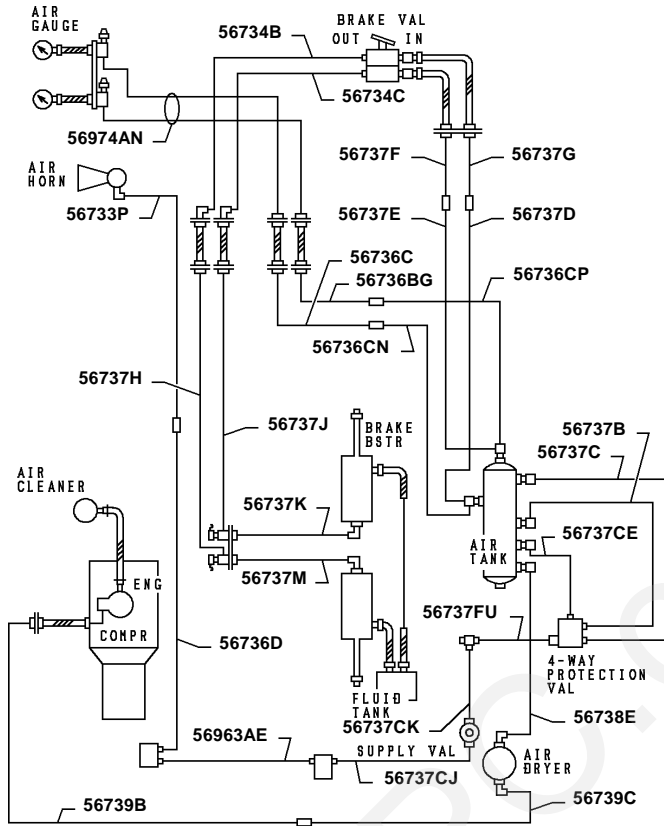 AIR
GAUGE
56734B
BRAKE VAL
OUT IN
56734C
56974AN
56737F
56737G
AIR
HORN
56733P
56737E
56737D
56736C
56736BG
56736CP
56736CN
56737H
56737J
BRAKE
BSTR
56737B
56737C
AIR
CLEANER
56737K
56737CE
AIR
TANK
56737M
ENG
COMPR
56737FU
56736D
4-WAY
PROTECTION
VAL
FLUID
TANK
56737CK
56738E
56963AE
SUPPLY VAL
AIR
DRYER
56737CJ
56739B
56739C